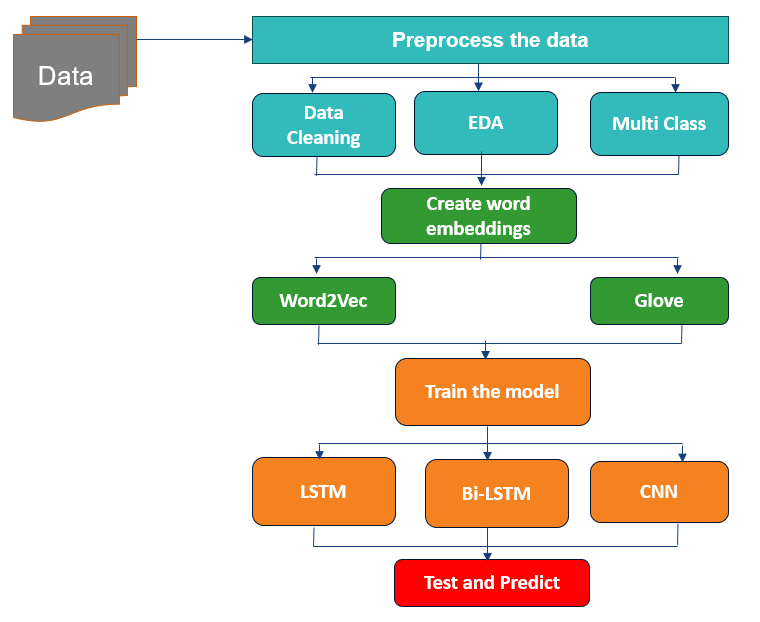 Data
Preprocess the data
Data
Cleaning
EDA
Multi Class
Create word
embeddings
Word2Vec
Glove
Train the model
LSTM
Bi-LSTM
CNN
Test and Predict